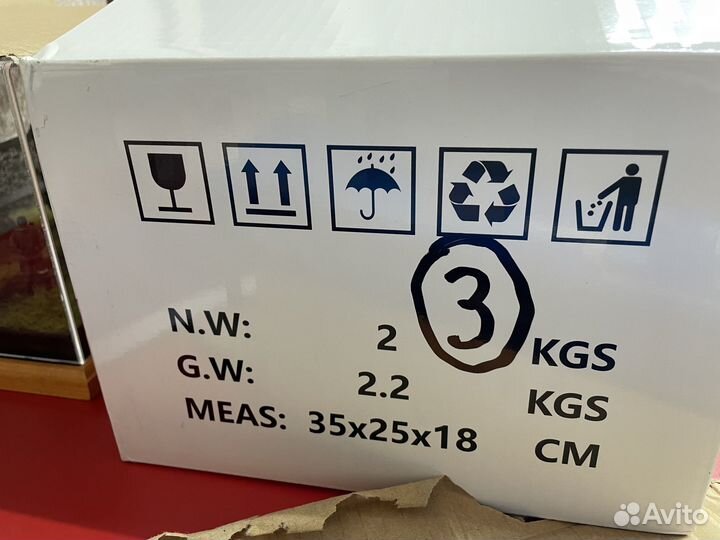 3
N.W: 2 KGS
G.W: 2.2 KGS
MEAS: 35x25x18 CM
Avito